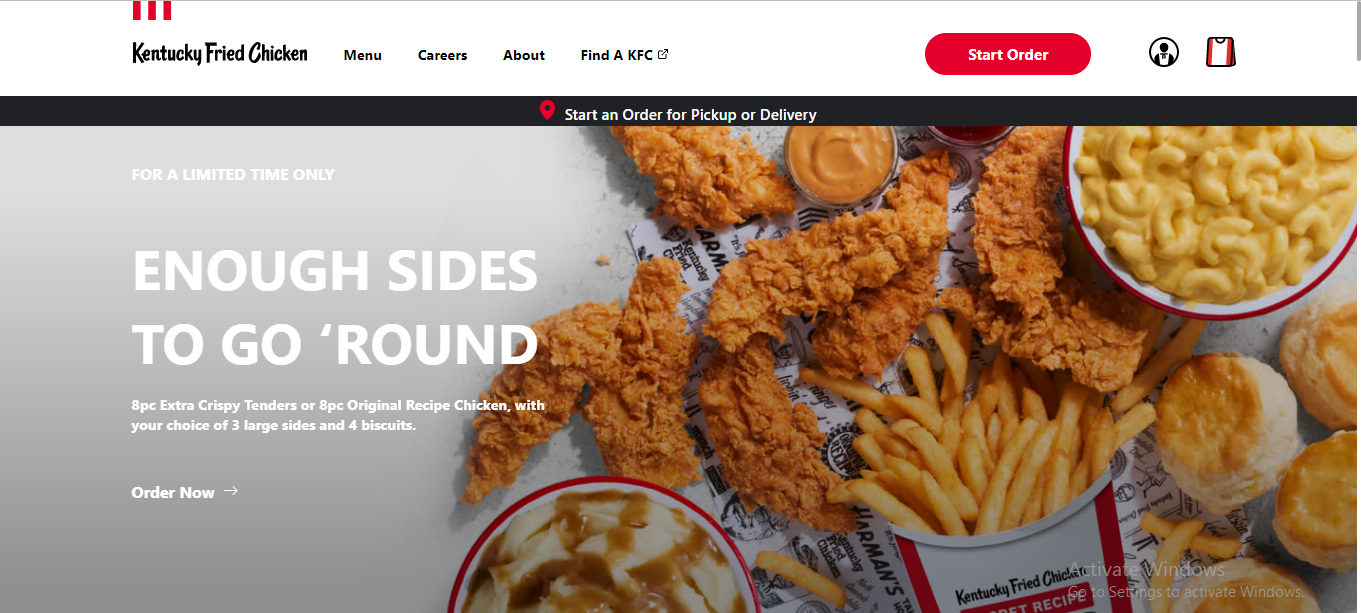 Kentucky Fried Chicken
Menu
Careers
About
Find A KFC
Start Order
Start an Order for Pickup or Delivery
FOR A LIMITED TIME ONLY
ENOUGH SIDES
TO GO ‘ROUND
8pc Extra Crispy Tenders or 8pc Original Recipe Chicken, with
your choice of 3 large sides and 4 biscuits.
Order Now
HARMAN'S
Kentucky Fried Chicken
Kentucky Fried Chicken
SECRET RECIPE
Activate Windows
Go to Settings to activate Windows.